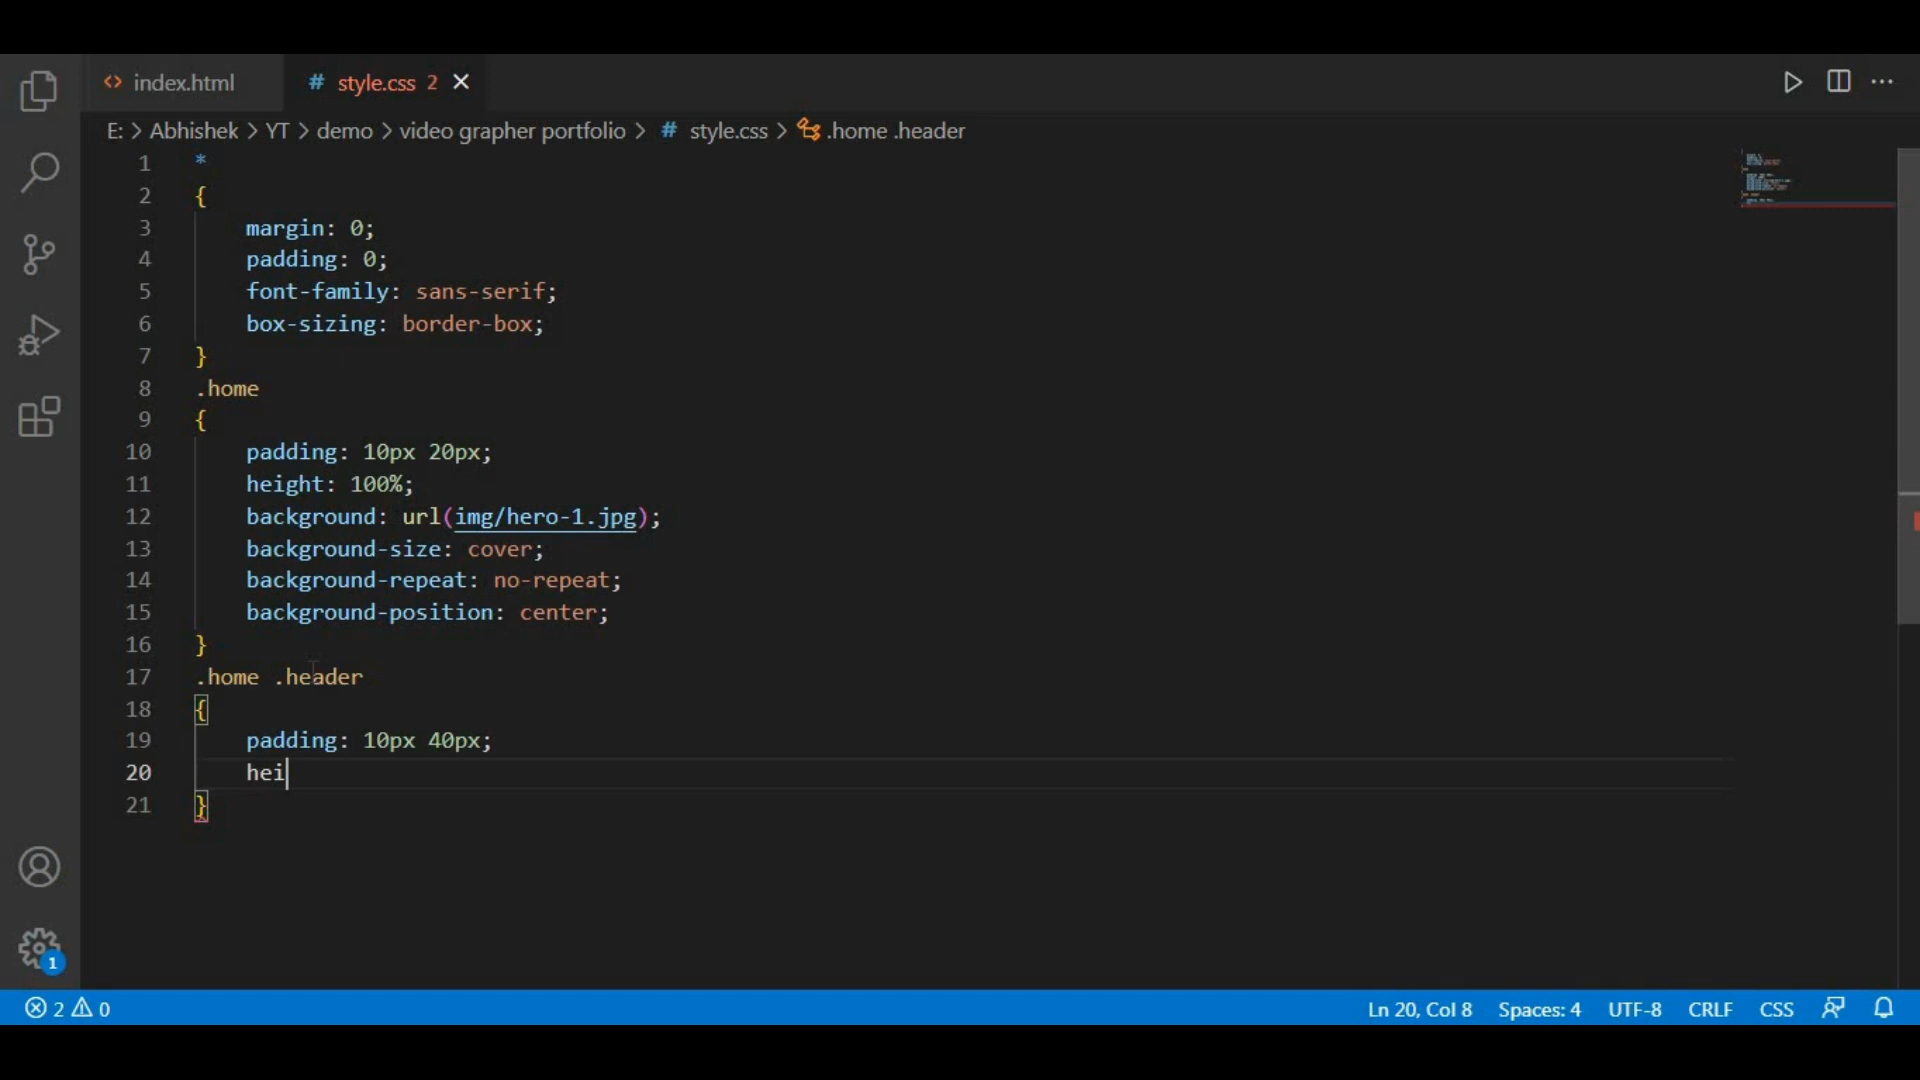 index.html
style.css 2
E: > Abhishek > YT > demo > video grapher portfolio > # style.css > .home .header
1 *
2 {
3 margin: 0;
4 padding: 0;
5 font-family: sans-serif;
6 box-sizing: border-box;
7 }
8 .home
9 {
10 padding: 10px 20px;
11 height: 100%;
12 background: url(img/hero-1.jpg);
13 background-size: cover;
14 background-repeat: no-repeat;
15 background-position: center;
16 }
17 .home .header
18 {
19 padding: 10px 40px;
20 hei
21 }
1
2 0
Ln 20, Col 8 Spaces: 4 UTF-8 CRLF CSS